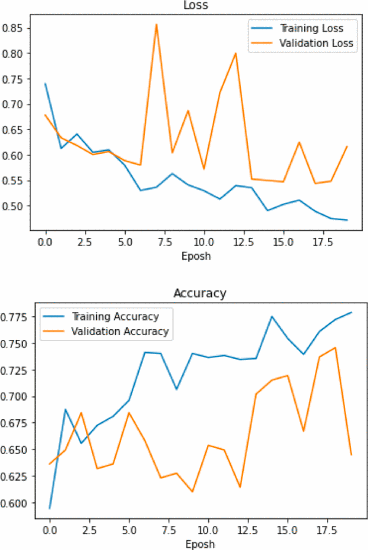 Loss
Training Loss
Validation Loss
0.85
0.80
0.75
0.70
0.65
0.60
0.55
0.50
0.0 2.5 5.0 7.5 10.0 12.5 15.0 17.5
Eposh
Accuracy
Training Accuracy
Validation Accuracy
0.775
0.750
0.725
0.700
0.675
0.650
0.625
0.600
0.0 2.5 5.0 7.5 10.0 12.5 15.0 17.5
Eposh